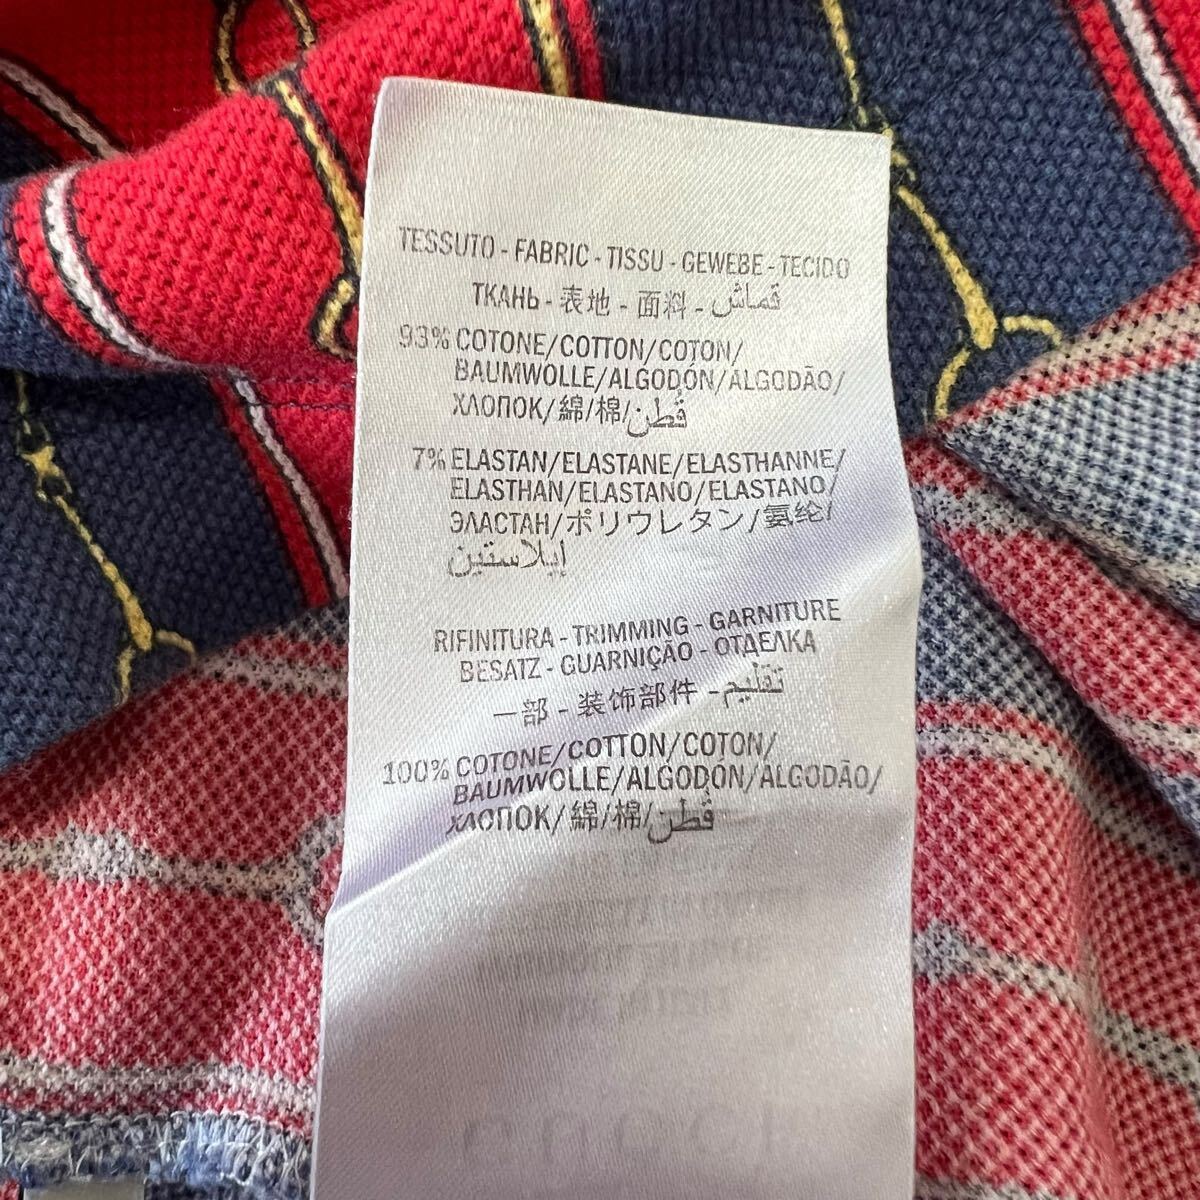 TESSUTO - FABRIC - TISSU - GEWEBE - TECIDO
ТКАНЬ - 表地 - 面料 - قماش
93% COTONE/COTTON/COTON/
BAUMWOLLE/ALGODÓN/ALGODÃO/
ХЛОПОК/綿/棉/قُطن
7% ELASTAN/ELASTANE/ELASTHANNE/
ELASTHAN/ELASTANO/ELASTANO/
ЭЛАСТАН/ポリウレタン/氨纶/
إيلاستين
RIFINITURA - TRIMMING - GARNITURE
BESATZ - GUARNIÇÃO - ОТДЕЛКА
一部 - 装饰部件 - تقليم
100% COTONE/COTTON/COTON/
BAUMWOLLE/ALGODÓN/ALGODÃO/
ХЛОПОК/綿/棉/قُطن